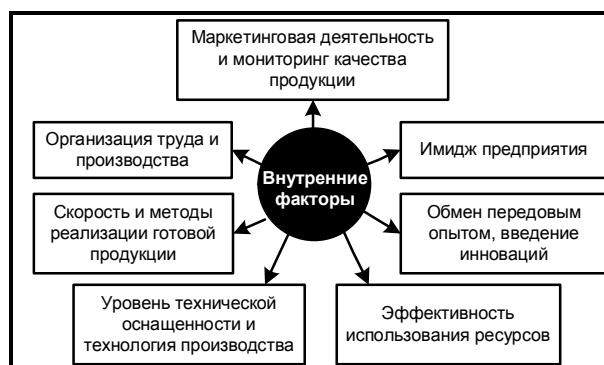 Маркетинговая деятельность
и мониторинг качества
продукции
Организация труда и
производства
Имидж предприятия
Внутренние
факторы
Скорость и методы
реализации готовой
продукции
Обмен передовым
опытом, введение
инноваций
Уровень технической
оснащенности и
технология производства
Эффективность
использования ресурсов